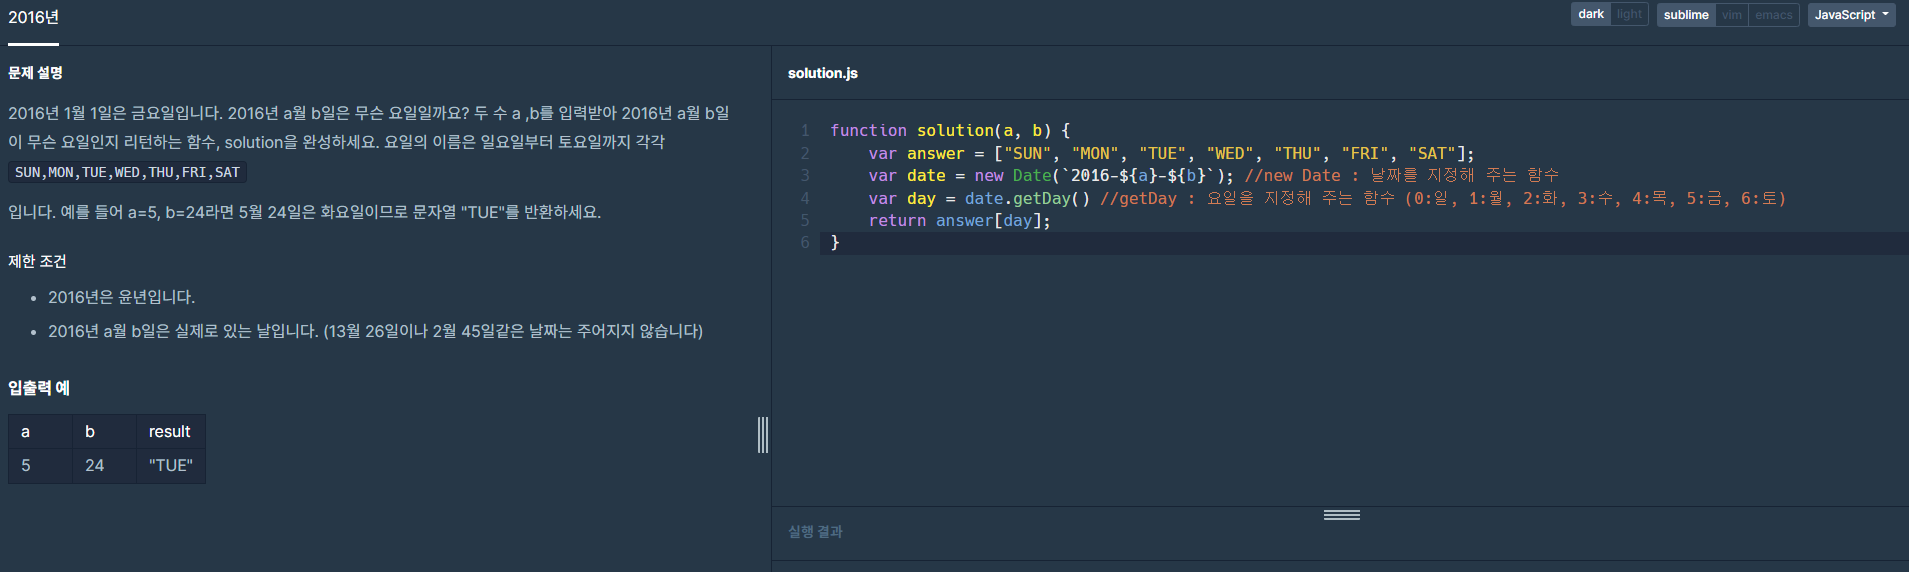 2016년
dark light sublime vim emacs JavaScript
문제 설명
2016년 1월 1일은 금요일입니다. 2016년 a월 b일은 무슨 요일일까요? 두 수 a ,b를 입력받아 2016년 a월 b일
이 무슨 요일인지 리턴하는 함수, solution을 완성하세요. 요일의 이름은 일요일부터 토요일까지 각각
SUN,MON,TUE,WED,THU,FRI,SAT
입니다. 예를 들어 a=5, b=24라면 5월 24일은 화요일이므로 문자열 "TUE"를 반환하세요.
제한 조건
• 2016년은 윤년입니다.
• 2016년 a월 b일은 실제로 있는 날입니다. (13월 26일이나 2월 45일같은 날짜는 주어지지 않습니다)
입출력 예
a b result
5 24 "TUE"
solution.js
1 function solution(a, b) {
2     var answer = ["SUN", "MON", "TUE", "WED", "THU", "FRI", "SAT"];
3     var date = new Date(`2016-${a}-${b}`); //new Date : 날짜를 지정해 주는 함수
4     var day = date.getDay() //getDay : 요일을 지정해 주는 함수 (0:일, 1:월, 2:화, 3:수, 4:목, 5:금, 6:토)
5     return answer[day];
6 }
실행 결과